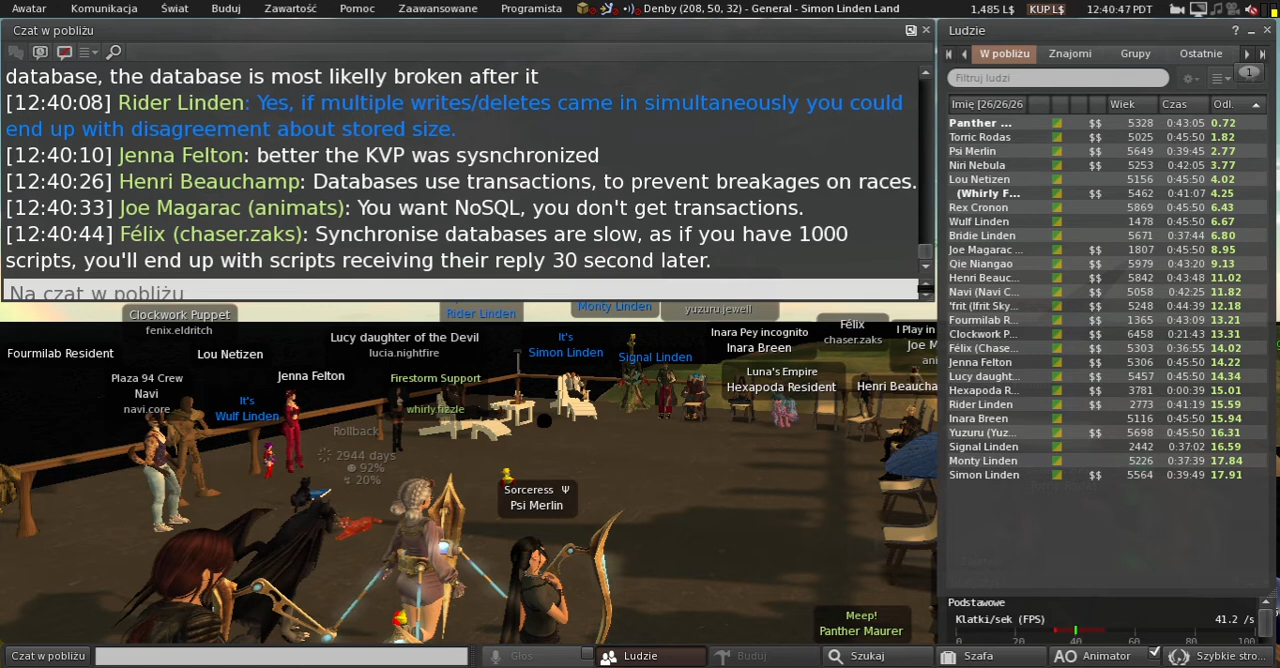 Awatar Komunikacja Świat Buduj Zawartość Pomoc Zaawansowane Programista Denby (208, 50, 32) - General - Simon Linden Land 1,485 L$ KUP L$ 12:40:47 PDT
Czat w pobliżu
database, the database is most likelly broken after it
[12:40:08] Rider Linden: Yes, if multiple writes/deletes came in simultaneously you could
end up with disagreement about stored size.
[12:40:10] Jenna Felton: better the KVP was sysnchronized
[12:40:26] Henri Beauchamp: Databases use transactions, to prevent breakages on races.
[12:40:33] Joe Magarac (animats): You want NoSQL, you don't get transactions.
[12:40:44] Félix (chaser.zaks): Synhronise databases are slow, as if you have 1000
scripts, you'll end up with scripts receiving their reply 30 second later.
Na czat w pobliżu
Clockwork Puppet
fenix.eldritch
Rider Linden
Monty Linden
yuzuru.jewell
Fourmilab Resident
Lou Netizen
Lucy daughter of the Devil
lucia.nightfire
It's
Simon Linden
Signal Linden
Inara Pey incognito
Inara Breen
Félix
chaser.zaks
I Play in
Joe M
ani
Plaza 94 Crew
Navi
navi.core
It's
Wulf Linden
Jenna Felton
Firestorm Support
whirly.fizzle
Luna's Empire
Hexapoda Resident
Henri Beaucha
Rollback
2944 days
92%
20%
Sorceress Ψ
Psi Merlin
Meep!
Panther Maurer
Ludzie
? _ ×
W pobliżu Znajomi Grupy Ostatnie
Filtruj ludzi
1
Imię [26/26/26 Wiek Czas Odl.
Panther ... $$ 5328 0:43:05 0.72
Torric Rodas $$ 5025 0:45:50 1.82
Psi Merlin $$ 5649 0:39:45 2.77
Niri Nebula $$ 5253 0:42:05 3.77
Lou Netizen 5156 0:45:50 4.02
(Whirly F... $$ 5462 0:41:07 4.25
Rex Cronon 5869 0:45:50 6.43
Wulf Linden 1478 0:45:50 6.67
Bridie Linden 5671 0:37:44 6.80
Joe Magarac ... $$ 1807 0:45:50 8.95
Qie Niangao $$ 5979 0:43:20 9.13
Henri Beauc... $$ 5842 0:43:48 11.02
Navi (Navi C... $$ 5058 0:42:25 11.82
'frit (Ifrit Sky... $$ 5248 0:44:39 12.18
Fourmilab R... $$ 1365 0:43:09 13.21
Clockwork P... $$ 6458 0:21:43 13.31
Félix (Chase... $$ 5303 0:36:55 14.02
Jenna Felton $$ 5306 0:45:50 14.22
Lucy daught... $$ 5457 0:45:50 14.34
Hexapoda R... $$ 3781 0:00:39 15.01
Rider Linden $$ 2773 0:41:19 15.59
Inara Breen 5116 0:45:50 15.94
Yuzuru (Yuz... $$ 5698 0:45:50 16.31
Signal Linden 2442 0:37:02 16.59
Monty Linden 5226 0:37:39 17.84
Simon Linden $$ 5564 0:39:49 17.91
Podstawowe
Klatki/sek (FPS) 41.2 /s
0 20 40 60 80 100
Czat w pobliżu Głos Ludzie Buduj Szukaj Szafa AO Animator Szybkie stro...